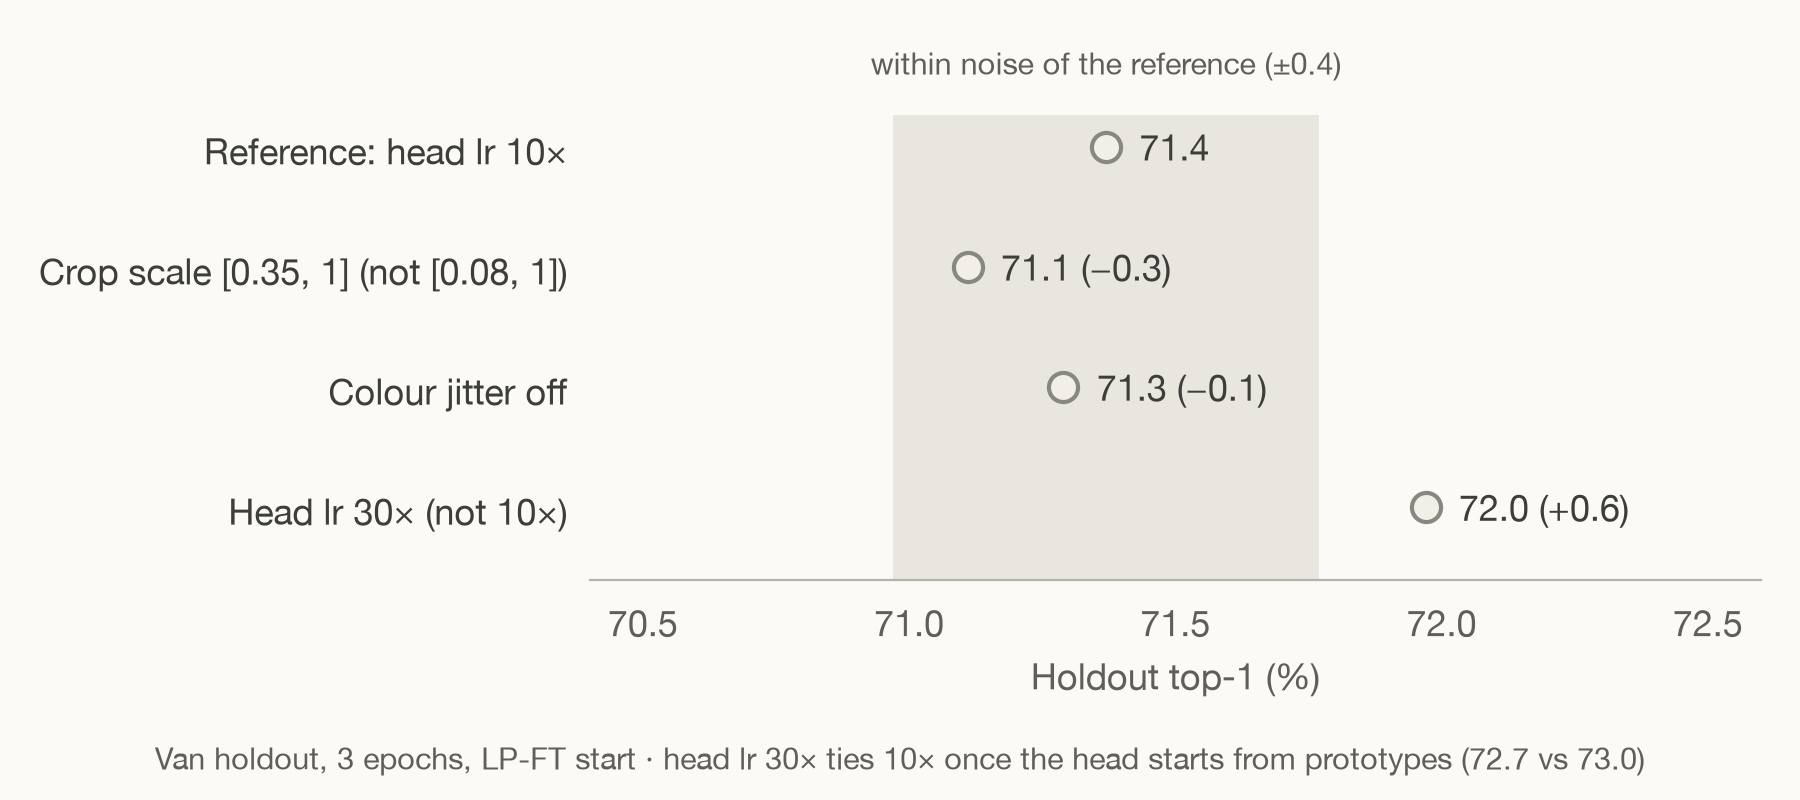 within noise of the reference (±0.4)
Reference: head lr 10×
71.4
Crop scale [0.35, 1] (not [0.08, 1])
71.1 (−0.3)
Colour jitter off
71.3 (−0.1)
Head lr 30× (not 10×)
72.0 (+0.6)
70.5 71.0 71.5 72.0 72.5
Holdout top-1 (%)
Van holdout, 3 epochs, LP-FT start · head lr 30× ties 10× once the head starts from prototypes (72.7 vs 73.0)